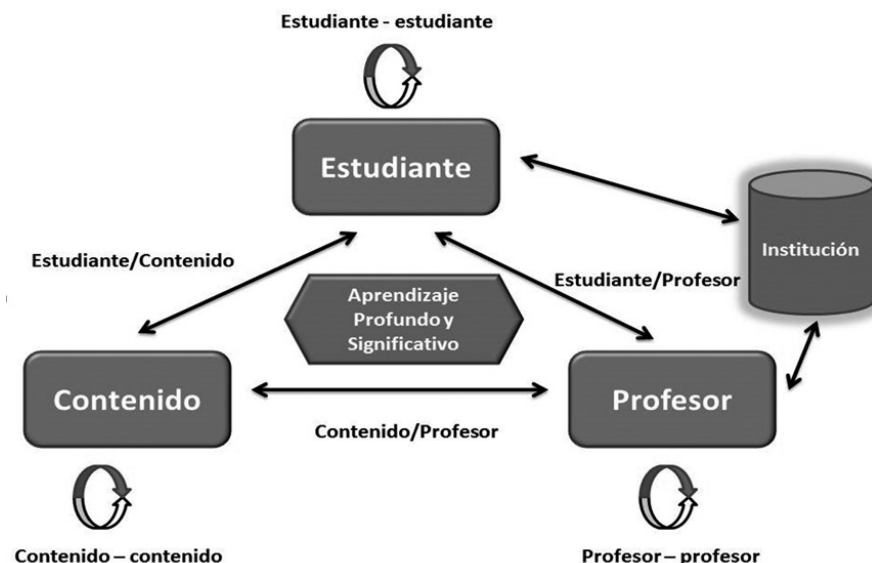 Estudiante - estudiante
Estudiante
Institución
Estudiante/Contenido
Estudiante/Profesor
Aprendizaje
Profundo y
Significativo
Contenido
Profesor
Contenido/Profesor
Contenido – contenido
Profesor – profesor